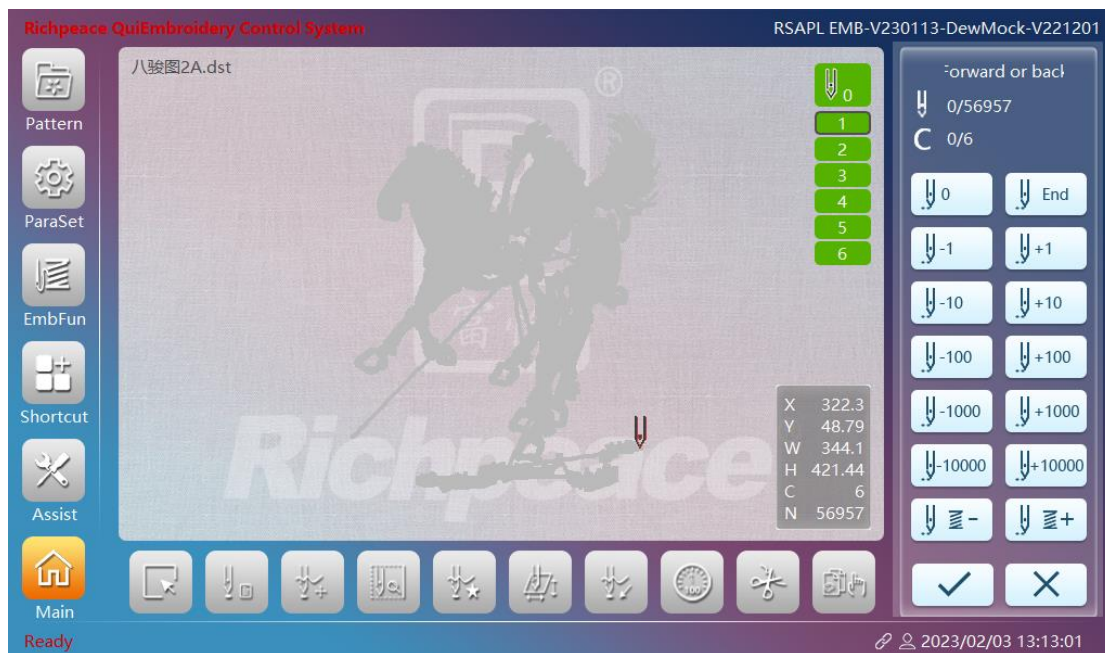 Richpeace QuiEmbroidery Control System
RSAPL EMB-V230113-DewMock-V221201
Pattern
ParaSet
EmbFun
Shortcut
Assist
Main
八骏图2A.dst
®
Richpeace
0
1
2
3
4
5
6
X 322.3
Y 48.79
W 344.1
H 421.44
C 6
N 56957
100
Forward or back
0/56957
C 0/6
0 End
-1 +1
-10 +10
-100 +100
-1000 +1000
-10000 +10000
- +
Ready
2023/02/03 13:13:01